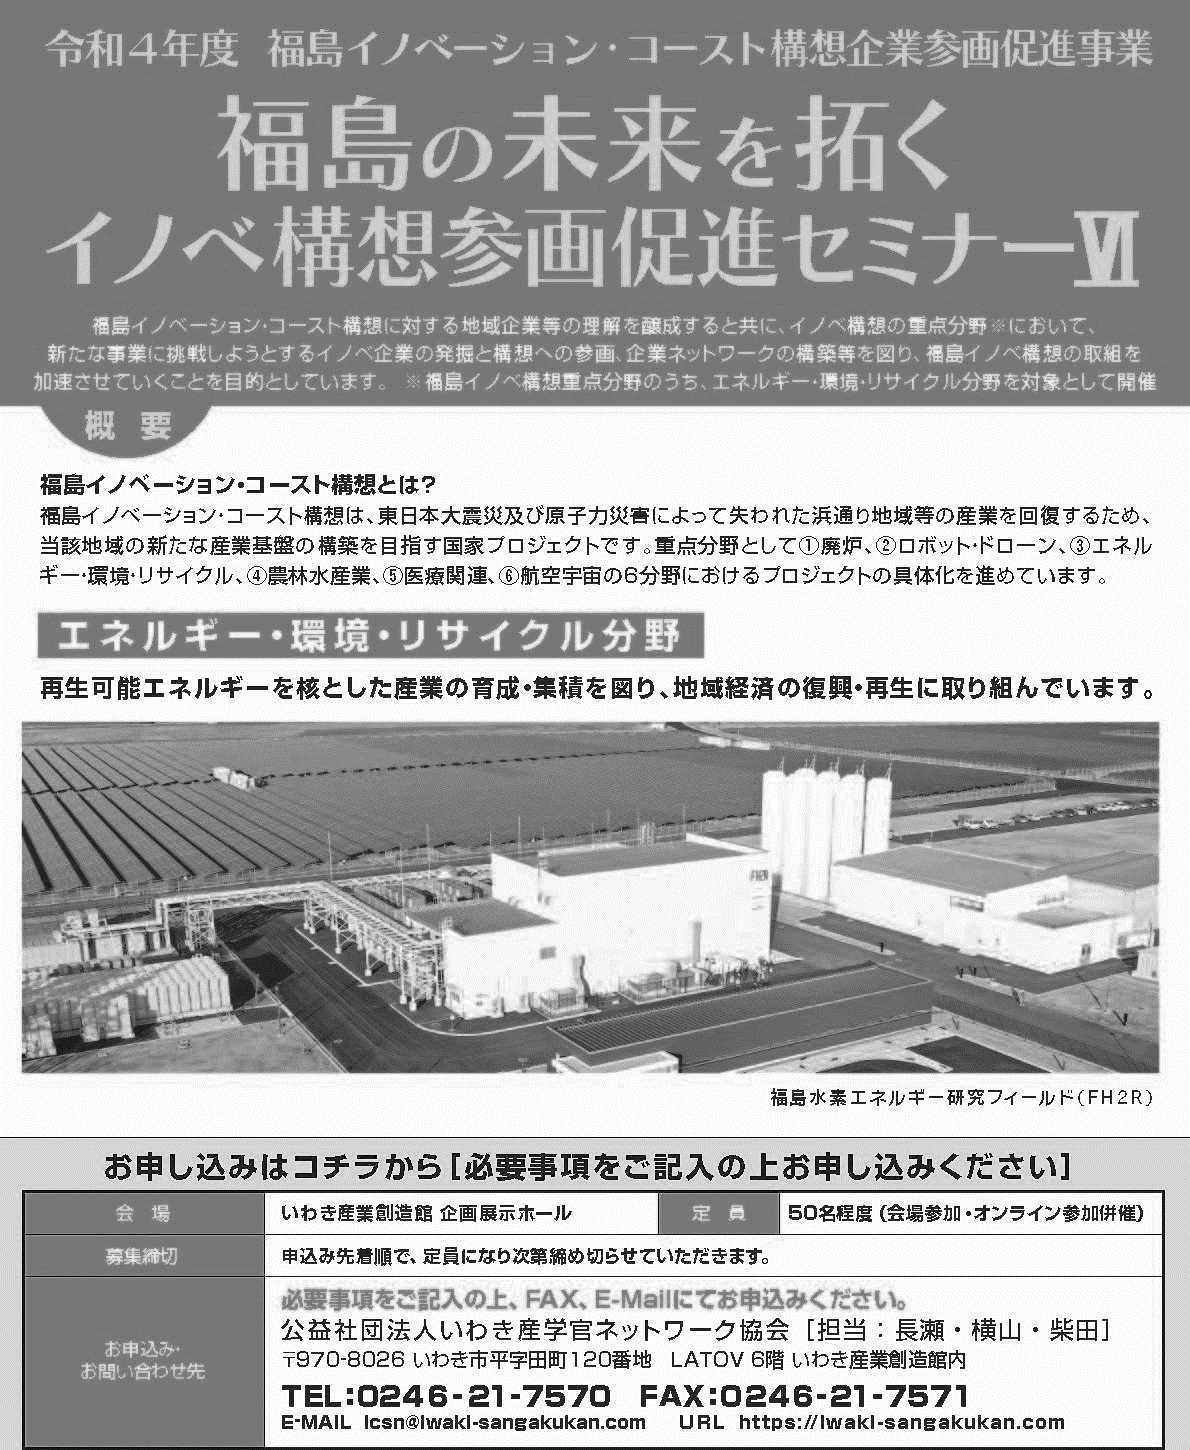 令和４年度 福島イノベーション・コースト構想企業参画促進事業
福島の未来を拓く
イノベ構想参画促進セミナーⅥ
福島イノベーション・コースト構想に対する地域企業等の理解を醸成すると共に、イノベ構想の重点分野※において、
新たな事業に挑戦しようとするイノベ企業の発掘と構想への参画、企業ネットワークの構築等を図り、福島イノベ構想の取組を
加速させていくことを目的としています。 ※福島イノベ構想重点分野のうち、エネルギー・環境・リサイクル分野を対象として開催
概 要
福島イノベーション・コースト構想とは?
福島イノベーション・コースト構想は、東日本大震災及び原子力災害によって失われた浜通り地域等の産業を回復するため、
当該地域の新たな産業基盤の構築を目指す国家プロジェクトです。重点分野として①廃炉、②ロボット・ドローン、③エネル
ギー・環境・リサイクル、④農林水産業、⑤医療関連、⑥航空宇宙の6分野におけるプロジェクトの具体化を進めています。
エネルギー・環境・リサイクル分野
再生可能エネルギーを核とした産業の育成・集積を図り、地域経済の復興・再生に取り組んでいます。
FH2R
福島水素エネルギー研究フィールド(FH2R)
お申し込みはコチラから[必要事項をご記入の上お申し込みください]
会 場 いわき産業創造館 企画展示ホール 定 員 50名程度(会場参加・オンライン参加併催)
募集締切 申込み先着順で、定員になり次第締め切らせていただきます。
お申込み・
お問い合わせ先
必要事項をご記入の上、FAX、E-Mailにてお申込みください。
公益社団法人いわき産学官ネットワーク協会 [担当：長瀬・横山・柴田]
〒970-8026 いわき市平字田町120番地 LATOV 6階 いわき産業創造館内
TEL:0246-21-7570 FAX:0246-21-7571
E-MAIL icsn@iwaki-sangakukan.com URL https://iwaki-sangakukan.com